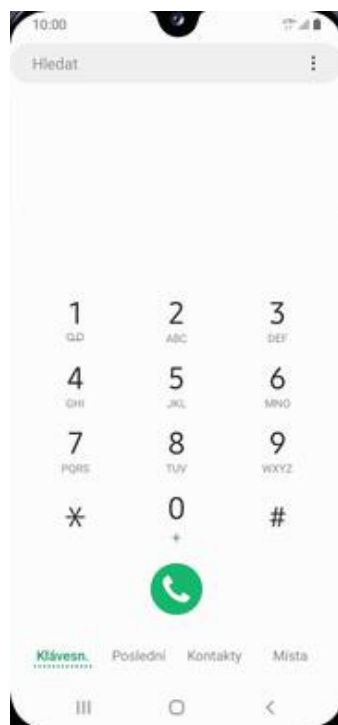 10:00
Hledat
1 2 3
ABC DEF
4 5 6
GHI JKL MNO
7 8 9
PQRS TUV WXYZ
* 0 #
+
Klávesn. Poslední Kontakty Místa